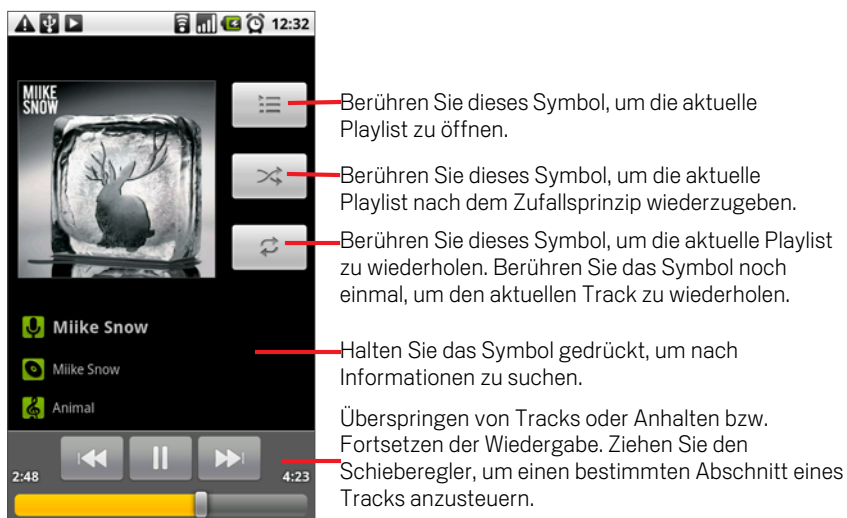 12:32
MIIKE
SNOW
Berühren Sie dieses Symbol, um die aktuelle
Playlist zu öffnen.
Berühren Sie dieses Symbol, um die aktuelle
Playlist nach dem Zufallsprinzip wiederzugeben.
Berühren Sie dieses Symbol, um die aktuelle Playlist
zu wiederholen. Berühren Sie das Symbol noch
einmal, um den aktuellen Track zu wiederholen.
Miike Snow
Miike Snow
Animal
Halten Sie das Symbol gedrückt, um nach
Informationen zu suchen.
2:48
4:23
Überspringen von Tracks oder Anhalten bzw.
Fortsetzen der Wiedergabe. Ziehen Sie den
Schieberegler, um einen bestimmten Abschnitt eines
Tracks anzusteuern.